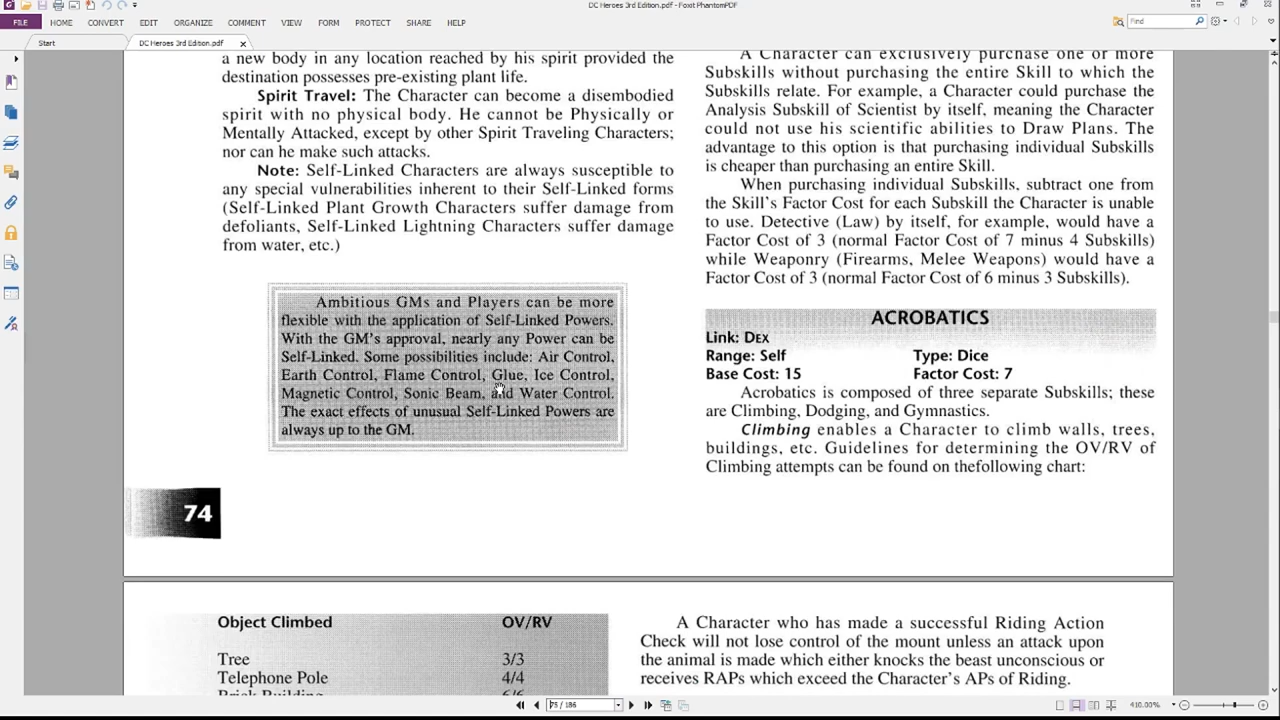 DC Heroes 3rd Edition.pdf - Foxit PhantomPDF
FILE HOME CONVERT ORGANIZE EDIT COMMENT VIEW FORM PROTECT SHARE HELP
Find
Start DC Heroes 3rd Edition.pdf
a new body in any location reached by his spirit provided the
destination possesses pre-existing plant life.
Spirit Travel: The Character can become a disembodied
spirit with no physical body. He cannot be Physically or
Mentally Attacked, except by other Spirit Traveling Characters;
nor can he make such attacks.
Note: Self-Linked Characters are always susceptible to
any special vulnerabilities inherent to their Self-Linked forms
(Self-Linked Plant Growth Characters suffer damage from
defoliants, Self-Linked Lightning Characters suffer damage
from water, etc.)
Ambitious GMs and Players can be more
flexible with the application of Self-Linked Powers.
With the GM's approval, nearly any Power can be
Self-Linked. Some possibilities include: Air Control,
Earth Control, Flame Control, Glue, Ice Control,
Magnetic Control, Sonic Beam, and Water Control.
The exact effects of unusual Self-Linked Powers are
always up to the GM.
74
A Character can exclusively purchase one or more
Subskills without purchasing the entire Skill to which the
Subskills relate. For example, a Character could purchase the
Analysis Subskill of Scientist by itself, meaning the Character
could not use his scientific abilities to Draw Plans. The
advantage to this option is that purchasing individual Subskills
is cheaper than purchasing an entire Skill.
When purchasing individual Subskills, subtract one from
the Skill's Factor Cost for each Subskill the Character is unable
to use. Detective (Law) by itself, for example, would have a
Factor Cost of 3 (normal Factor Cost of 7 minus 4 Subskills)
while Weaponry (Firearms, Melee Weapons) would have a
Factor Cost of 3 (normal Factor Cost of 6 minus 3 Subskills).
ACROBATICS
Link: DEX
Range: Self Type: Dice
Base Cost: 15 Factor Cost: 7
Acrobatics is composed of three separate Subskills; these
are Climbing, Dodging, and Gymnastics.
Climbing enables a Character to climb walls, trees,
buildings, etc. Guidelines for determining the OV/RV of
Climbing attempts can be found on thefollowing chart:
Object Climbed OV/RV
Tree 3/3
Telephone Pole 4/4
Brick Building 6/6
A Character who has made a successful Riding Action
Check will not lose control of the mount unless an attack upon
the animal is made which either knocks the beast unconscious or
receives RAPs which exceed the Character's APs of Riding.
75 / 186
410.00%